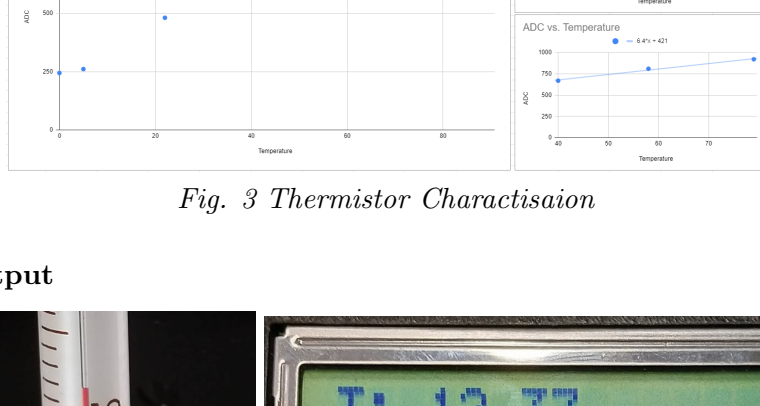 Temperature
500
ADC
250
0
0
20
40
60
80
Temperature
ADC vs. Temperature
6.4*x + 421
1000
750
500
250
0
ADC
40
50
60
70
Temperature
Fig. 3 Thermistor Charactisaion
tput